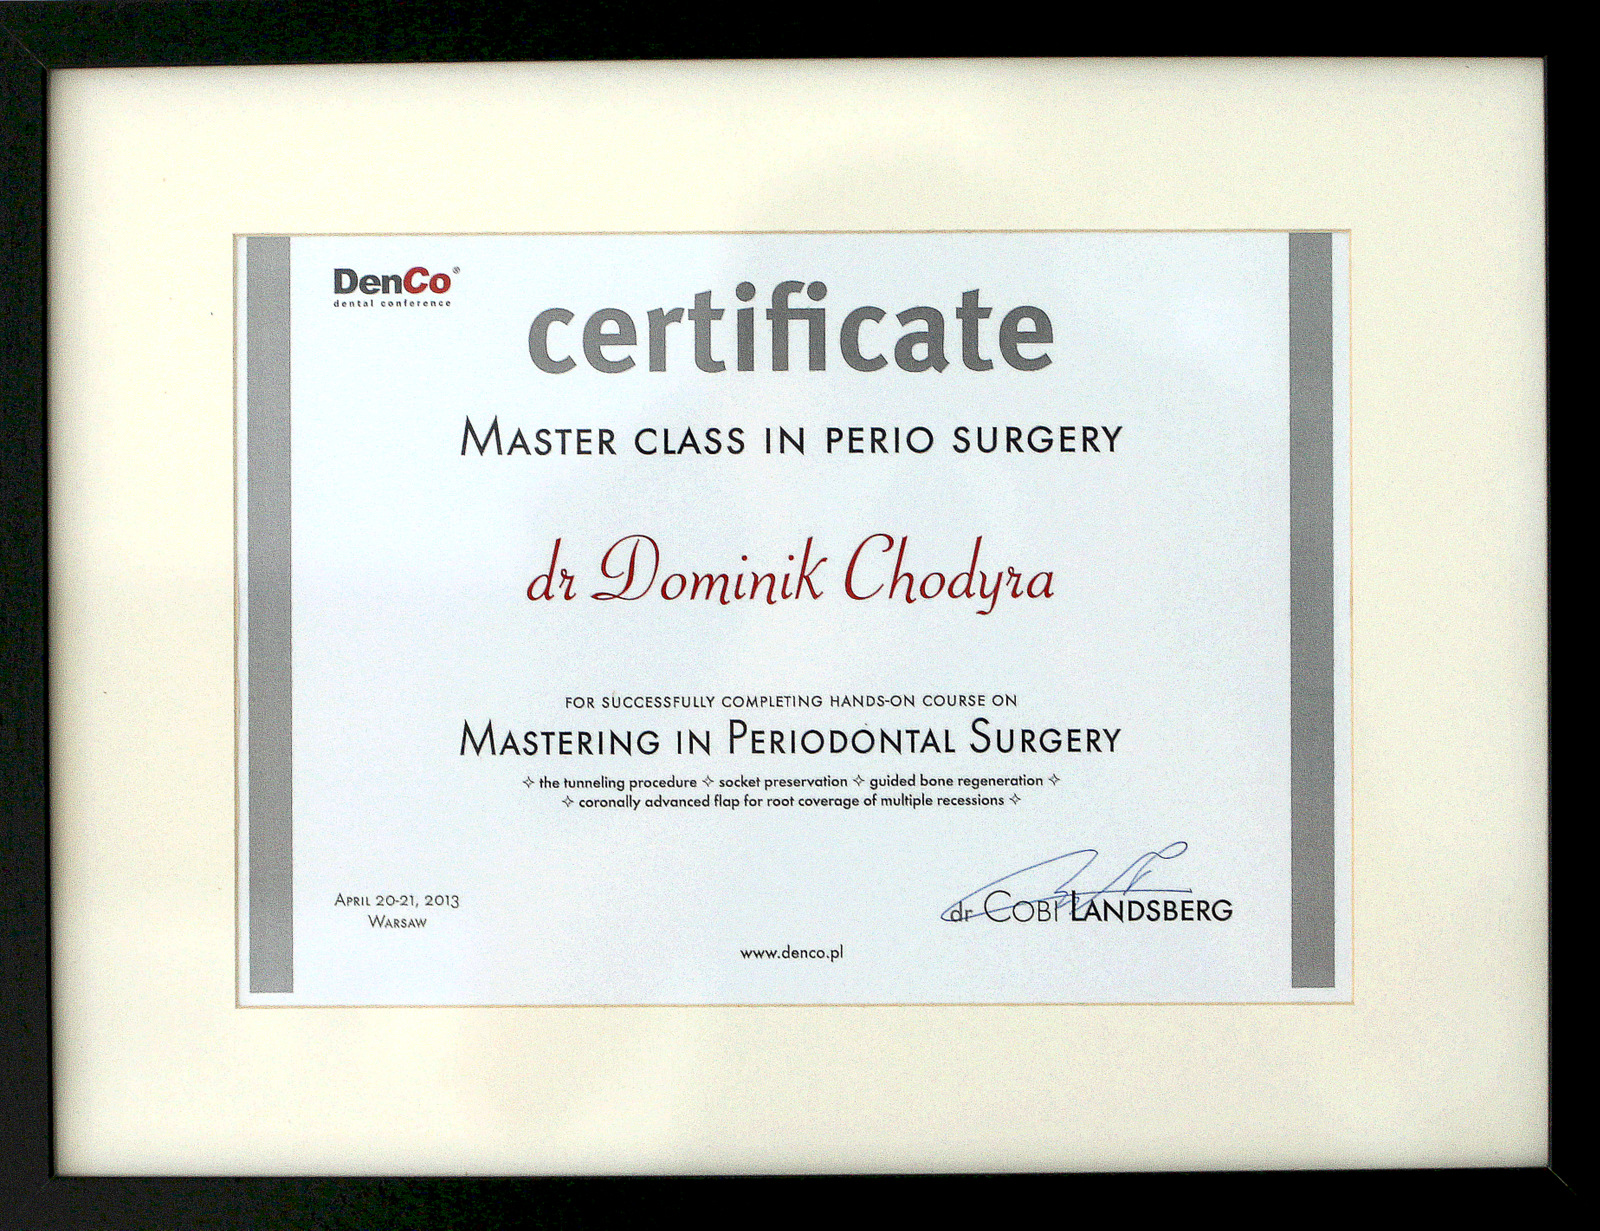 DenCo®
dental conference
certificate
Master class in perio surgery
dr Dominik Chodyra
for successfully completing hands-on course on
Mastering in Periodontal Surgery
✧ the tunneling procedure ✧ socket preservation ✧ guided bone regeneration ✧
✧ coronally advanced flap for root coverage of multiple recessions ✧
April 20-21, 2013
Warsaw
dr Cobi Landsberg
www.denco.pl